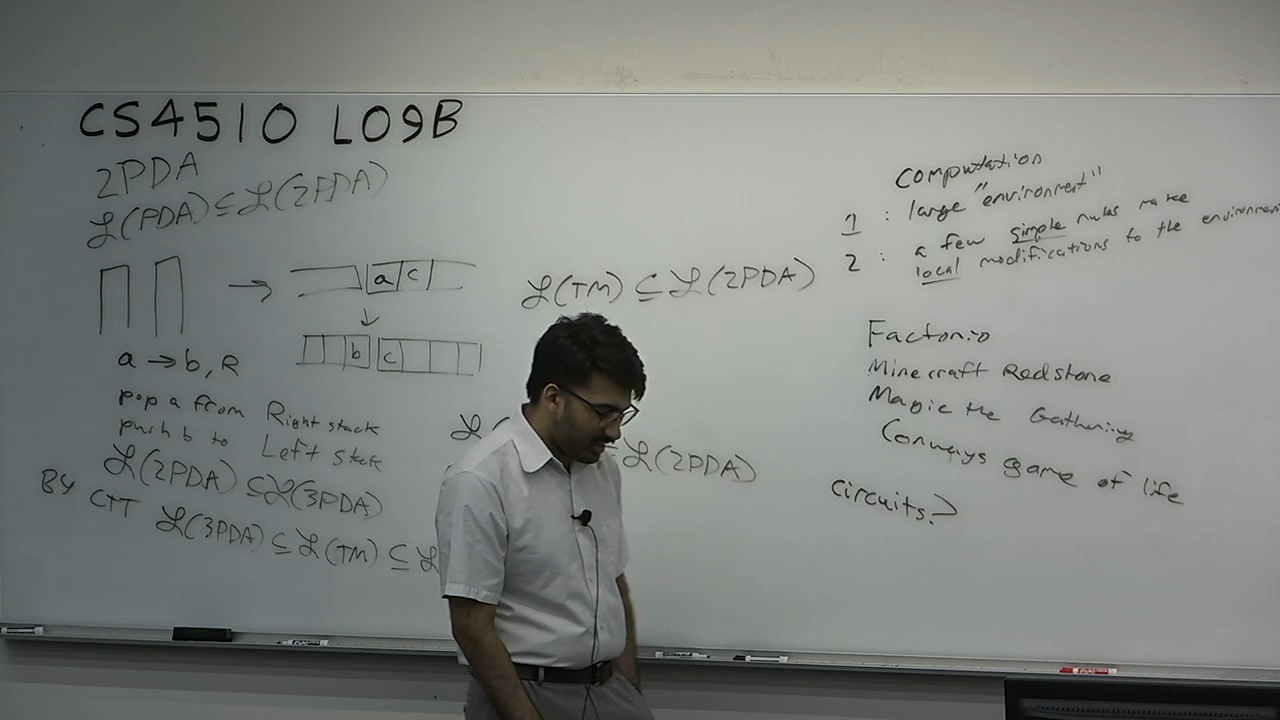 CS4510 L09B
2PDA
ℒ(PDA) ⊆ ℒ(2PDA)
a c
b c
a → b, R
pop a from Right stack
push b to Left stack
ℒ(2PDA) ⊆ ℒ(3PDA)
By CTT ℒ(3PDA) ⊆ ℒ(TM) ⊆ ℒ
ℒ(TM) ⊆ ℒ(2PDA)
ℒ( ℒ(2PDA)
computation
1 : large "environment"
2 : a few simple rules make
local modifications to the environment
Factorio
Minecraft Redstone
Magic the Gathering
Conways game of life
circuits?